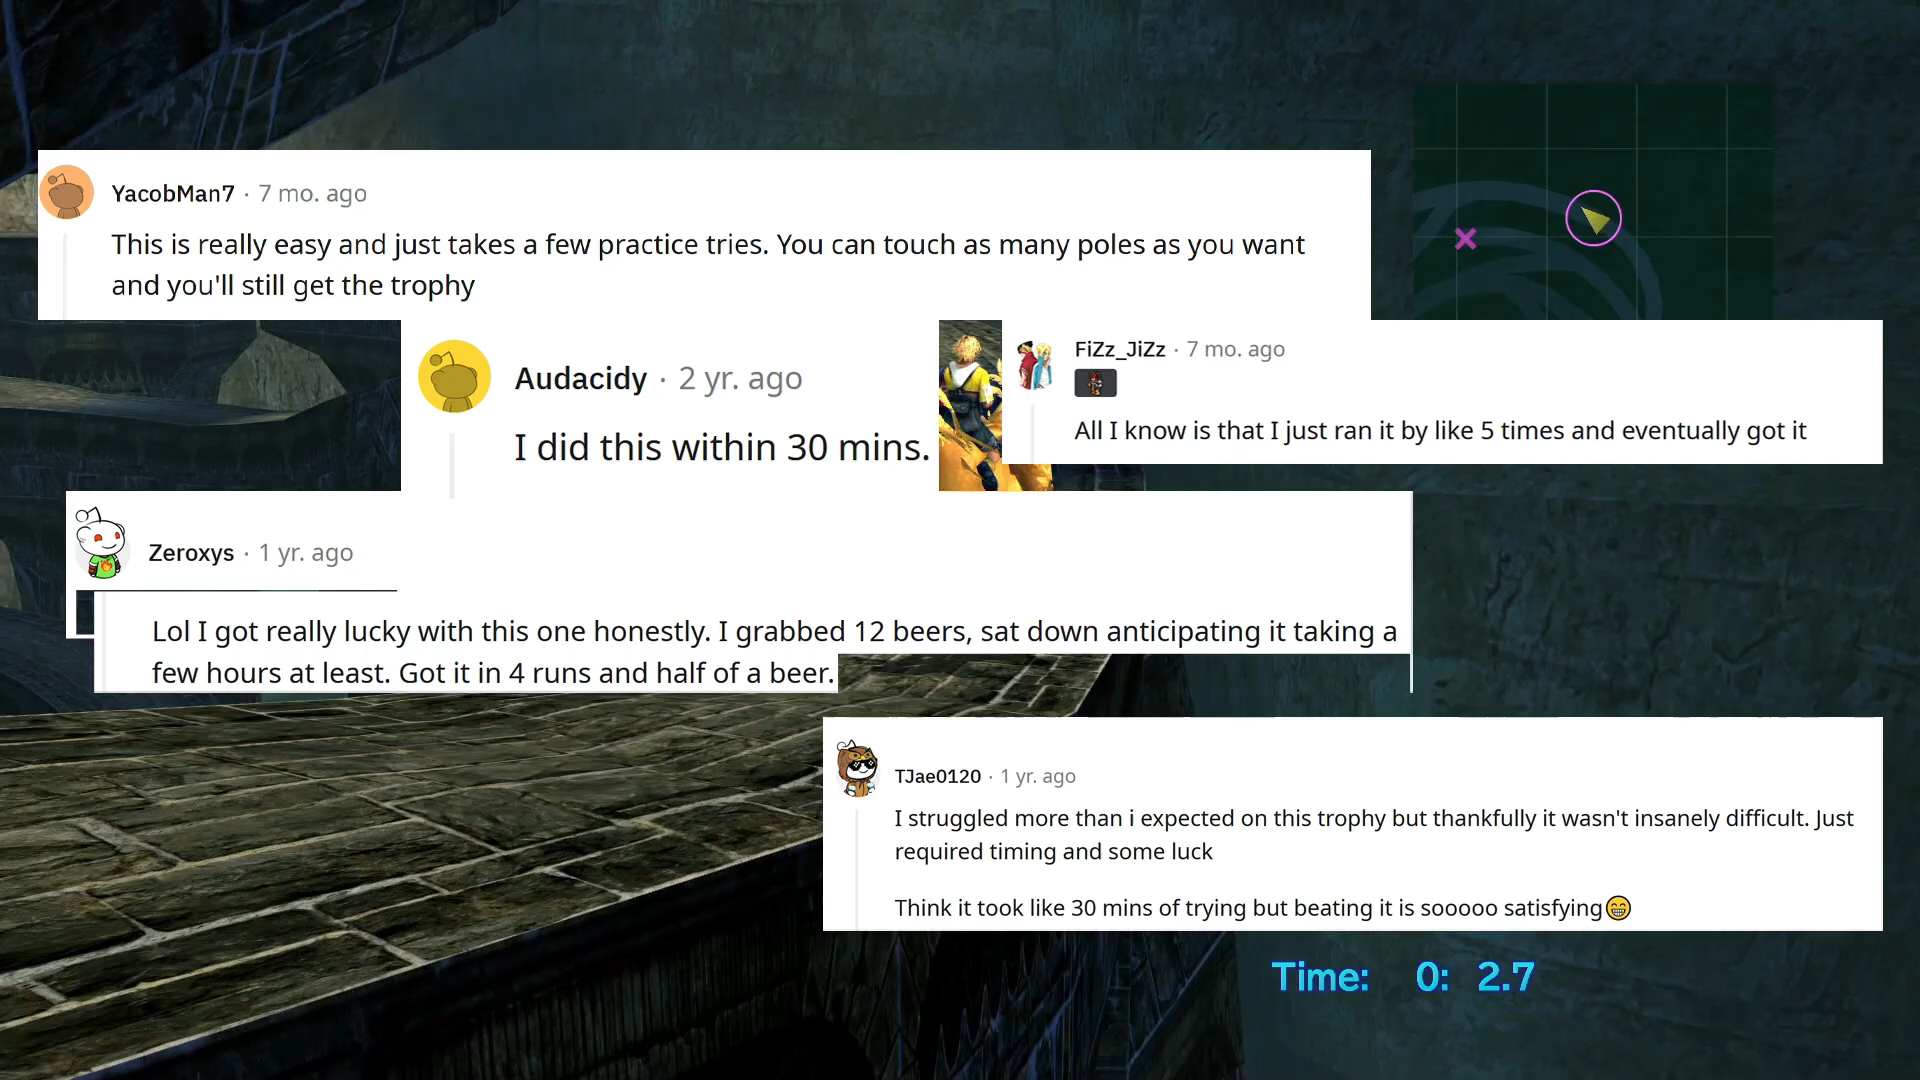 YacobMan7 · 7 mo. ago
This is really easy and just takes a few practice tries. You can touch as many poles as you want
and you'll still get the trophy
Audacidy · 2 yr. ago
I did this within 30 mins.
FiZz_JiZz · 7 mo. ago
All I know is that I just ran it by like 5 times and eventually got it
Zeroxys · 1 yr. ago
Lol I got really lucky with this one honestly. I grabbed 12 beers, sat down anticipating it taking a
few hours at least. Got it in 4 runs and half of a beer.
TJae0120 · 1 yr. ago
I struggled more than i expected on this trophy but thankfully it wasn't insanely difficult. Just
required timing and some luck
Think it took like 30 mins of trying but beating it is sooooo satisfying😁
Time: 0: 2.7